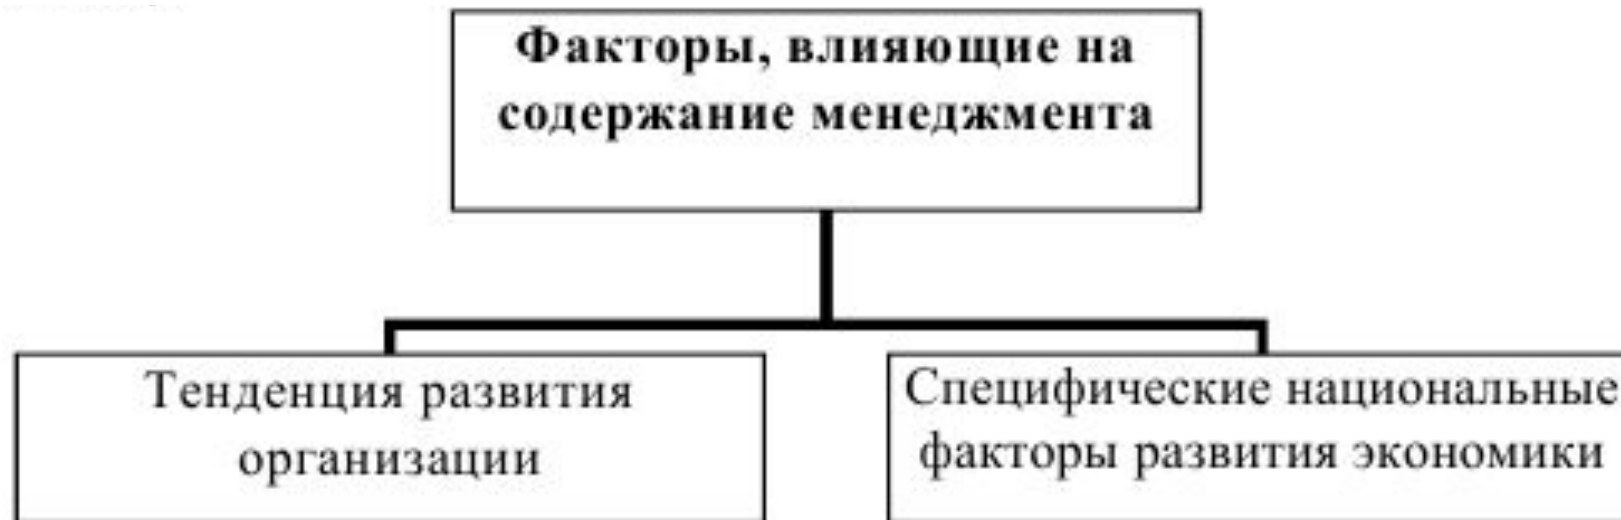 Факторы, влияющие на
содержание менеджмента
Тенденция развития
организации
Специфические национальные
факторы развития экономики